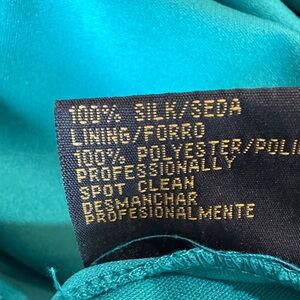 100% SILK/SEDA
LINING/FORRO
100% POLYESTER/POLI
PROFESSIONALLY
SPOT CLEAN
DESMANCHAR
PROFESIONALMENTE